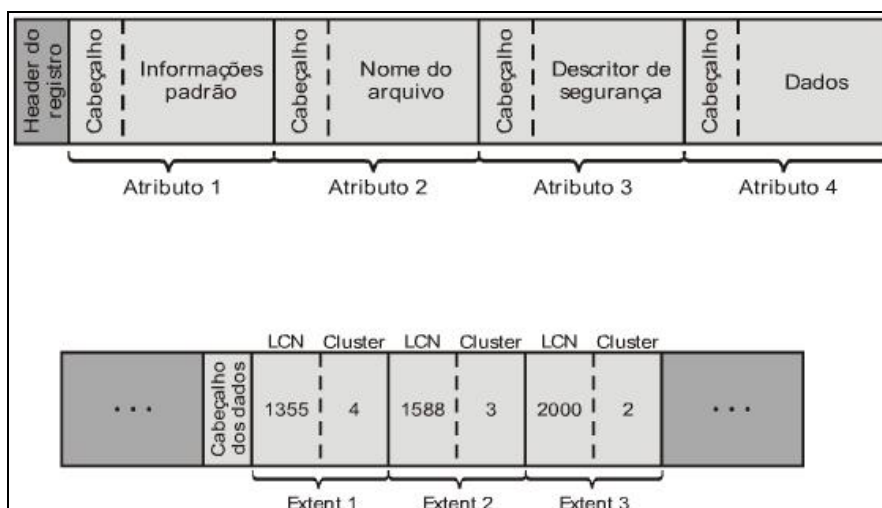 Header do
registro
Cabeçalho
Informações
padrão
Cabeçalho
Nome do
arquivo
Cabeçalho
Descritor de
segurança
Cabeçalho
Dados
Atributo 1
Atributo 2
Atributo 3
Atributo 4
LCN Cluster LCN Cluster LCN Cluster
...
Cabeçalho
dos dados
1355 4 1588 3 2000 2
...
Extent 1 Extent 2 Extent 3